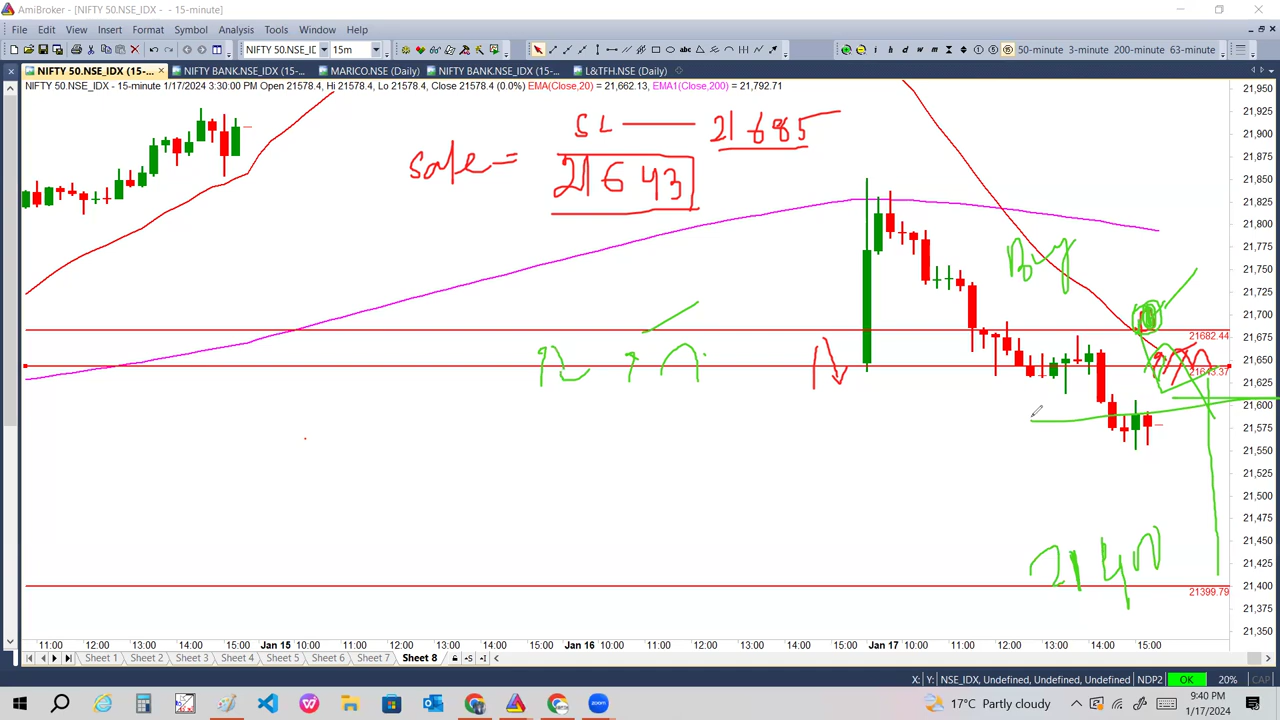 AmiBroker - [NIFTY 50.NSE_IDX - 15-minute]
File Edit View Insert Format Symbol Analysis Tools Window Help
NIFTY 50.NSE_IC 15m 50-minute 3-minute 200-minute 63-minute
NIFTY 50.NSE_IDX (15-... NIFTY BANK.NSE_IDX (15-... MARICO.NSE (Daily) NIFTY BANK.NSE_IDX (15-... L&TFH.NSE (Daily)
NIFTY 50.NSE_IDX - 15-minute 1/17/2024 3:30:00 PM Open 21578.4, Hi 21578.4, Lo 21578.4, Close 21578.4 (0.0%) EMA(Close,20) = 21,662.13, EMA1(Close,200) = 21,792.71
SL — 21685
safe = 21643
Buy
21,950
21,925
21,900
21,875
21,850
21,825
21,800
21,775
21,750
21,725
21,700
21682.44
21,675
21,650
21643.37
21,625
21,600
21,575
21,550
21,525
21,500
21,475
21,450
21,425
21,400
21399.79
21,375
21,350
11:00 12:00 13:00 14:00 15:00 Jan 15 10:00 11:00 12:00 13:00 14:00 15:00 Jan 16 10:00 11:00 12:00 13:00 14:00 15:00 Jan 17 10:00 11:00 12:00 13:00 14:00 15:00
Sheet 1 Sheet 2 Sheet 3 Sheet 4 Sheet 5 Sheet 6 Sheet 7 Sheet 8
X: Y: NSE_IDX, Undefined, Undefined, Undefined NDP2 OK 20% CAP
17°C Partly cloudy
9:40 PM
1/17/2024